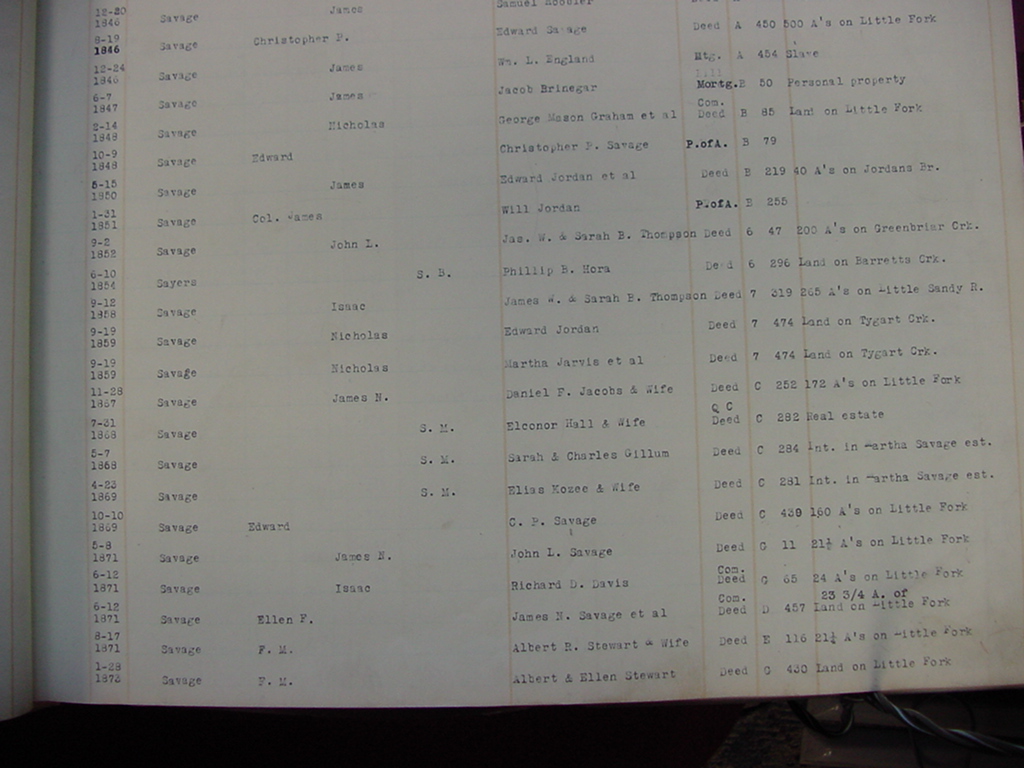 12-20
1846 Savage James Samuel
8-19
1846 Savage Christopher P. Edward Savage Deed A 450 500 A's on Little Fork
12-24
1846 Savage James Wm. L. England Mtg. A 454 Slave
6-7
1847 Savage James Jacob Brinegar Mortg. B 50 Personal property
2-14 Com.
1848 Savage Nicholas George Mason Graham et al Deed B 85 Land on Little Fork
10-9
1848 Savage Edward Christopher P. Savage P.ofA. B 79
5-15
1850 Savage James Edward Jordan et al Deed B 219 40 A's on Jordans Br.
1-31
1851 Savage Col. James Will Jordan P.ofA. B 255
9-2
1852 Savage John L. Jas. W. & Sarah B. Thompson Deed 6 47 200 A's on Greenbriar Crk.
6-10
1854 Sayers S. B. Phillip B. Hora Deed 6 296 Land on Barretts Crk.
9-12
1858 Savage Isaac James W. & Sarah B. Thompson Deed 7 319 265 A's on Little Sandy R.
9-19
1859 Savage Nicholas Edward Jordan Deed 7 474 Land on Tygart Crk.
9-19
1859 Savage Nicholas Martha Jarvis et al Deed 7 474 Land on Tygart Crk.
11-28
1867 Savage James N. Daniel F. Jacobs & Wife Deed C 252 172 A's on Little Fork
7-31 Q C
1868 Savage S. M. Eleonor Hall & Wife Deed C 282 Real estate
5-7
1868 Savage S. M. Sarah & Charles Gillum Deed C 284 Int. in Martha Savage est.
4-23
1869 Savage S. M. Elias Kozee & Wife Deed C 281 Int. in Martha Savage est.
10-10
1869 Savage Edward C. P. Savage Deed C 439 160 A's on Little Fork
5-8
1871 Savage James N. John L. Savage Deed G 11 21½ A's on Little Fork
6-12 Com.
1871 Savage Isaac Richard D. Davis Deed G 65 24 A's on Little Fork
6-12 Com. 23 3/4 A. of
1871 Savage Ellen F. James N. Savage et al Deed D 457 Land on Little Fork
8-17
1871 Savage F. M. Albert R. Stewart & Wife Deed E 116 21¼ A's on Little Fork
1-28
1873 Savage F. M. Albert & Ellen Stewart Deed G 430 Land on Little Fork